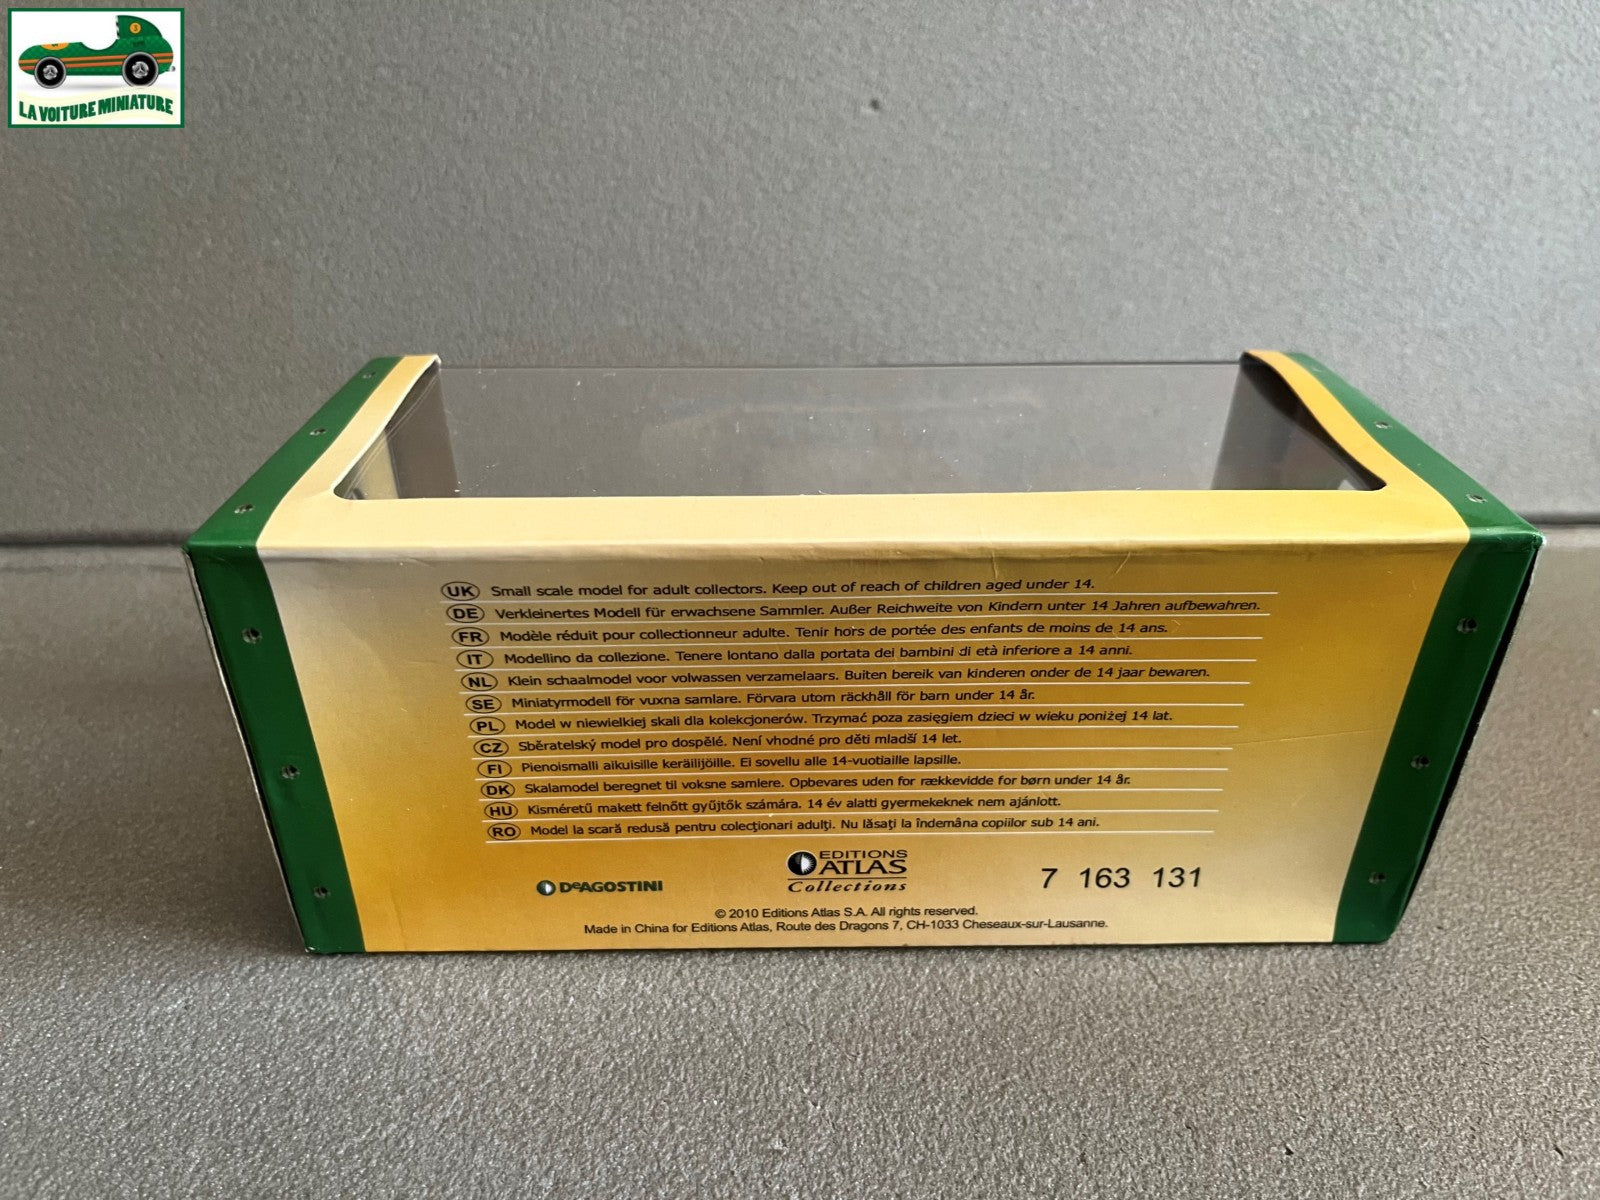 LA VOITURE MINIATURE
UK Small scale model for adult collectors. Keep out of reach of children aged under 14.
DE Verkleinertes Modell für erwachsene Sammler. Außer Reichweite von Kindern unter 14 Jahren aufbewahren.
FR Modèle réduit pour collectionneur adulte. Tenir hors de portée des enfants de moins de 14 ans.
IT Modellino da collezione. Tenere lontano dalla portata dei bambini di età inferiore a 14 anni.
NL Klein schaalmodel voor volwassen verzamelaars. Buiten bereik van kinderen onder de 14 jaar bewaren.
SE Miniatyrmodell för vuxna samlare. Förvara utom räckhåll för barn under 14 år.
PL Model w niewielkiej skali dla kolekcjonerów. Trzymać poza zasięgiem dzieci w wieku poniżej 14 lat.
CZ Sběratelský model pro dospělé. Není vhodné pro děti mladší 14 let.
FI Pienoismalli aikuisille keräilijöille. Ei sovellu alle 14-vuotiaille lapsille.
DK Skalamodel beregnet til voksne samlere. Opbevares uden for rækkevidde for børn under 14 år.
HU Kisméretű makett felnőtt gyűjtők számára. 14 év alatti gyermekeknek nem ajánlott.
RO Model la scară redusă pentru colecționari adulți. Nu lăsați la îndemâna copiilor sub 14 ani.
DeAGOSTINI
EDITIONS
ATLAS
Collections
7 163 131
© 2010 Editions Atlas S.A. All rights reserved.
Made in China for Editions Atlas, Route des Dragons 7, CH-1033 Cheseaux-sur-Lausanne.